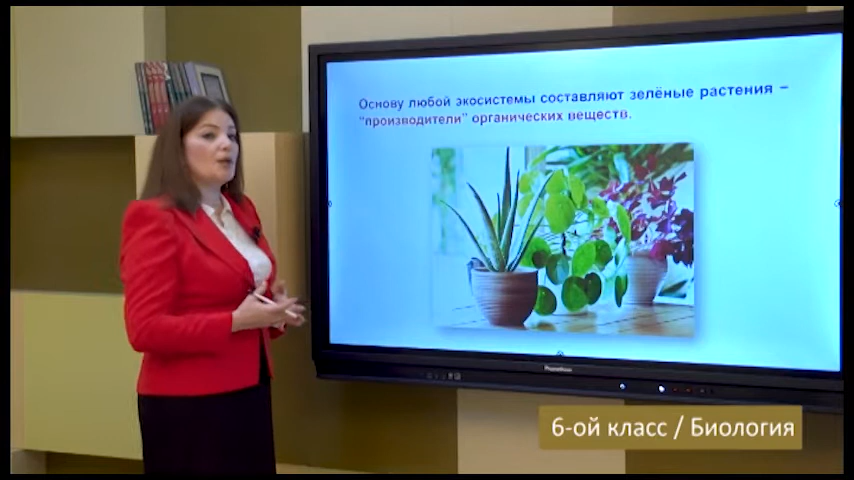 Основу любой экосистемы составляют зелёные растения –
"производители" органических веществ.
6-ой класс / Биология